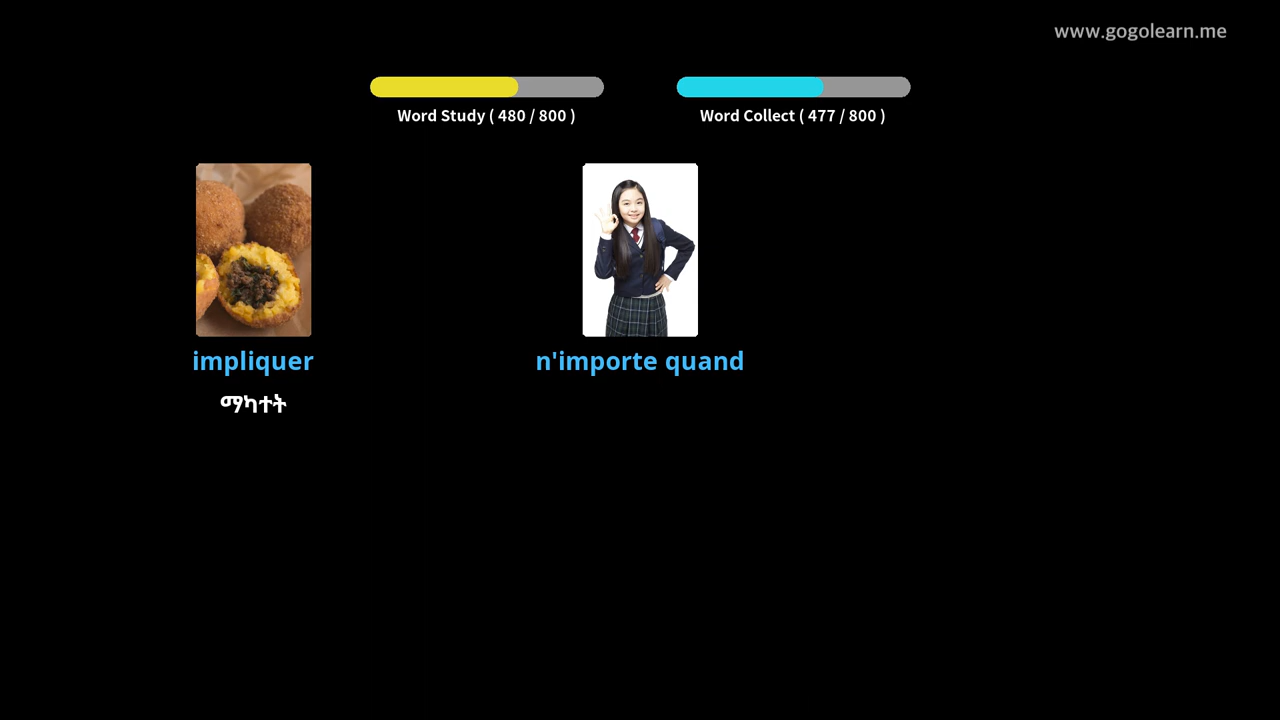 www.gogolearn.me
Word Study ( 480 / 800 )
Word Collect ( 477 / 800 )
impliquer
ማካተት
n'importe quand